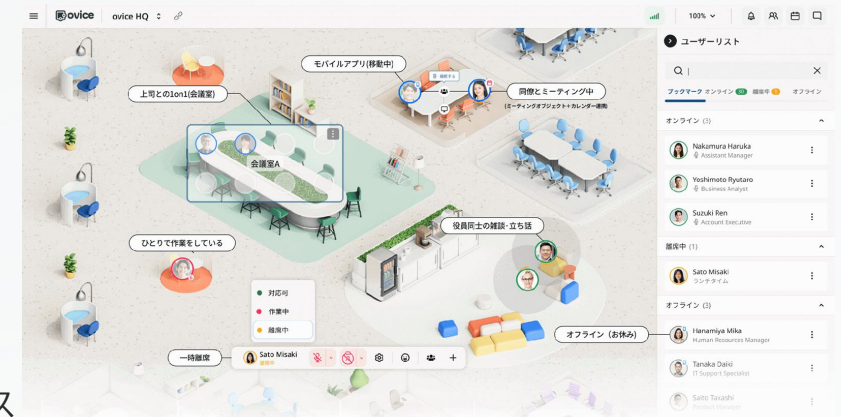 ovice
ovice HQ
100%
モバイルアプリ(移動中)
上司との1on1(会議室)
同僚とミーティング中
(ミーティングオブジェクト+カレンダー連携)
会議室A
役員同士の雑談・立ち話
ひとりで作業をしている
対応可
作業中
離席中
一時離席
Sato Misaki
離席中
オフライン(お休み)
ス
ユーザーリスト
ブックマーク オンライン 離席中 オフライン
オンライン (3)
Nakamura Haruka
Assistant Manager
Yoshimoto Ryutaro
Business Analyst
Suzuki Ren
Account Executive
離席中 (1)
Sato Misaki
ランチタイム
オフライン (3)
Hanamiya Mika
Human Resources Manager
Tanaka Daiki
IT Support Specialist
Saito Takashi
Product Manager